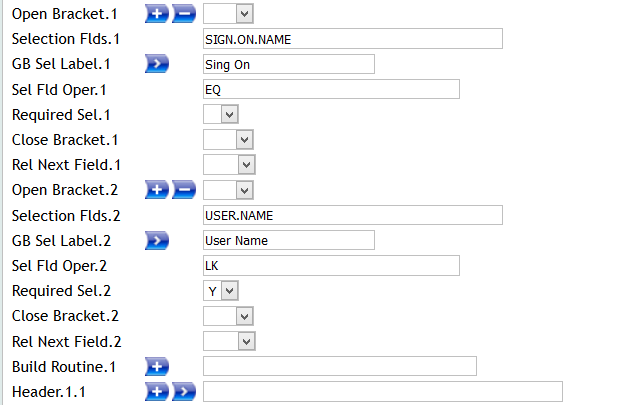 Open Bracket.1
Selection Flds.1 SIGN.ON.NAME
GB Sel Label.1 Sing On
Sel Fld Oper.1 EQ
Required Sel.1
Close Bracket.1
Rel Next Field.1
Open Bracket.2
Selection Flds.2 USER.NAME
GB Sel Label.2 User Name
Sel Fld Oper.2 LK
Required Sel.2 Y
Close Bracket.2
Rel Next Field.2
Build Routine.1
Header.1.1